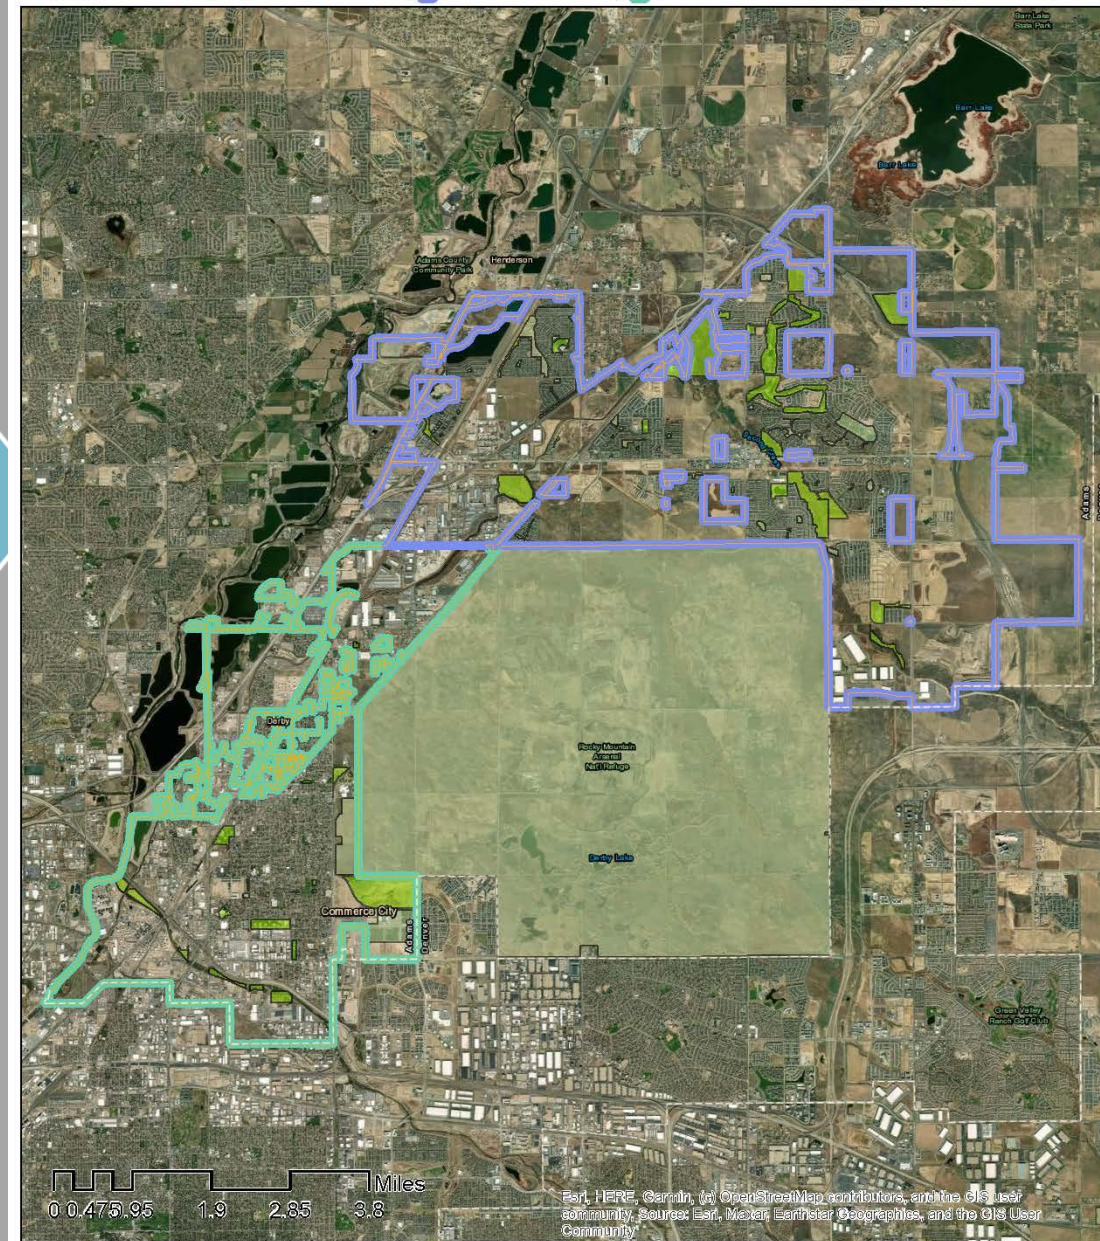 Barr Lake
State Park
Barr Lake
Barr Lake
Adams County
Community Park
Henderson
Adams
Derby
Rocky Mountain
Arsenal
Nat'l Refuge
Derby Lake
Commerce City
Adams
Denver
Green Valley
Ranch Golf Club
Miles
0 0.475 0.95 1.9 2.85 3.8
Esri, HERE, Garmin, (c) OpenStreetMap contributors, and the GIS user
community, Source: Esri, Maxar, Earthstar Geographics, and the GIS User
Community